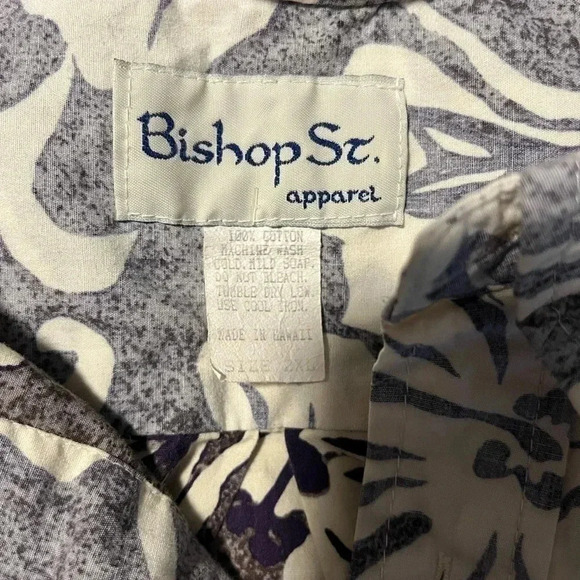 Bishop St.
apparel
100% COTTON
MACHINE WASH
COLD. MILD SOAP.
DO NOT BLEACH.
TUMBLE DRY LOW.
USE COOL IRON.
MADE IN HAWAII
SIZE 2XL